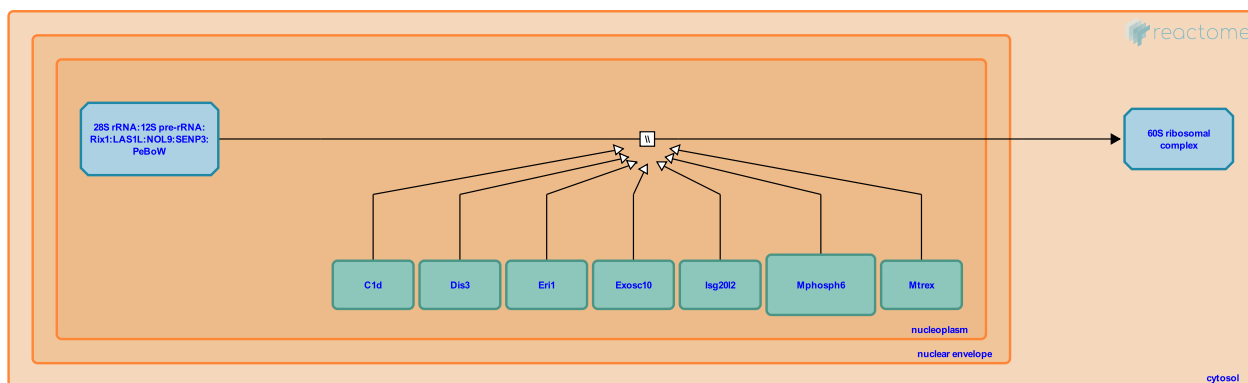 reactome
28S rRNA:12S pre-rRNA:
Rix1:LAS1L:NOL9:SENP3:
PeBoW
\\
60S ribosomal
complex
C1d
Dis3
Eri1
Exosc10
Isg20l2
Mphosph6
Mtrex
nucleoplasm
nuclear envelope
cytosol